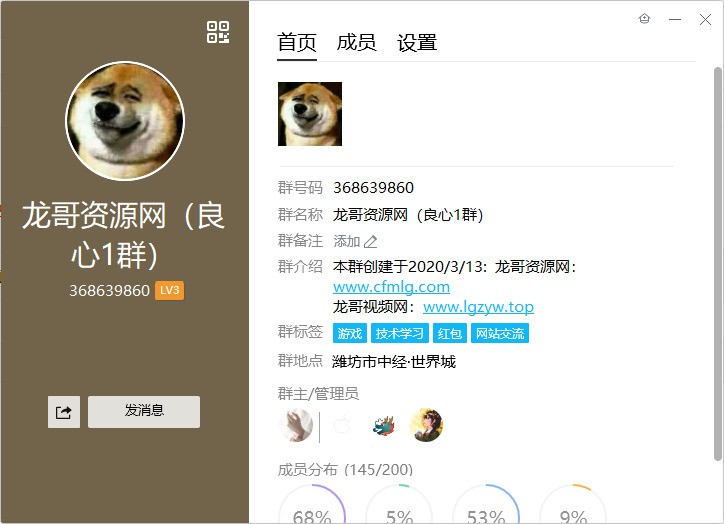 首页 成员 设置
龙哥资源网（良
心1群）
368639860 LV3
发消息
群号码 368639860
群名称 龙哥资源网（良心1群）
群备注 添加
群介绍 本群创建于2020/3/13：龙哥资源网：
www.cfmlg.com
龙哥视频网：www.lgzyw.top
群标签 游戏 技术学习 红包 网站交流
群地点 潍坊市中经·世界城
群主/管理员
成员分布 (145/200)
68% 5% 53% 9%